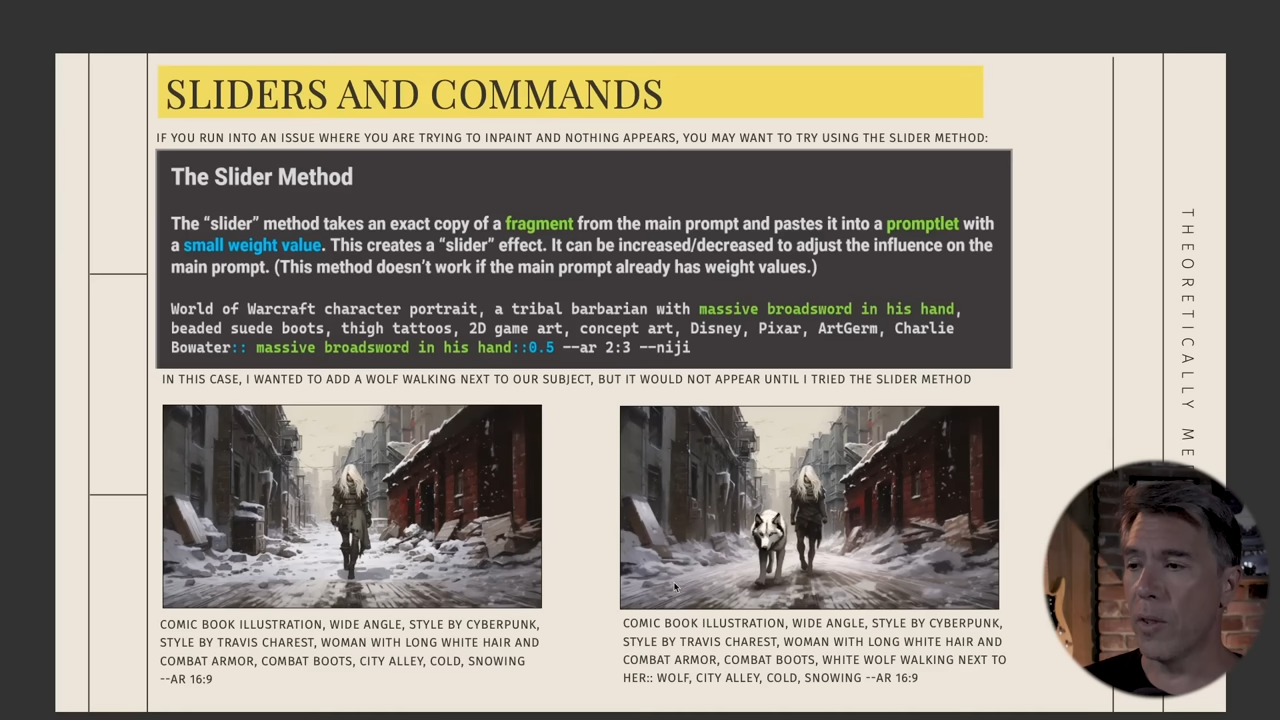 SLIDERS AND COMMANDS
IF YOU RUN INTO AN ISSUE WHERE YOU ARE TRYING TO INPAINT AND NOTHING APPEARS, YOU MAY WANT TO TRY USING THE SLIDER METHOD:
The Slider Method
The “slider” method takes an exact copy of a fragment from the main prompt and pastes it into a promptlet with
a small weight value. This creates a “slider” effect. It can be increased/decreased to adjust the influence on the
main prompt. (This method doesn’t work if the main prompt already has weight values.)
World of Warcraft character portrait, a tribal barbarian with massive broadsword in his hand,
beaded suede boots, thigh tattoos, 2D game art, concept art, Disney, Pixar, ArtGerm, Charlie
Bowater:: massive broadsword in his hand::0.5 --ar 2:3 --niji
IN THIS CASE, I WANTED TO ADD A WOLF WALKING NEXT TO OUR SUBJECT, BUT IT WOULD NOT APPEAR UNTIL I TRIED THE SLIDER METHOD
COMIC BOOK ILLUSTRATION, WIDE ANGLE, STYLE BY CYBERPUNK,
STYLE BY TRAVIS CHAREST, WOMAN WITH LONG WHITE HAIR AND
COMBAT ARMOR, COMBAT BOOTS, CITY ALLEY, COLD, SNOWING
--AR 16:9
COMIC BOOK ILLUSTRATION, WIDE ANGLE, STYLE BY CYBERPUNK,
STYLE BY TRAVIS CHAREST, WOMAN WITH LONG WHITE HAIR AND
COMBAT ARMOR, COMBAT BOOTS, WHITE WOLF WALKING NEXT TO
HER:: WOLF, CITY ALLEY, COLD, SNOWING --AR 16:9
THEORETICALLY